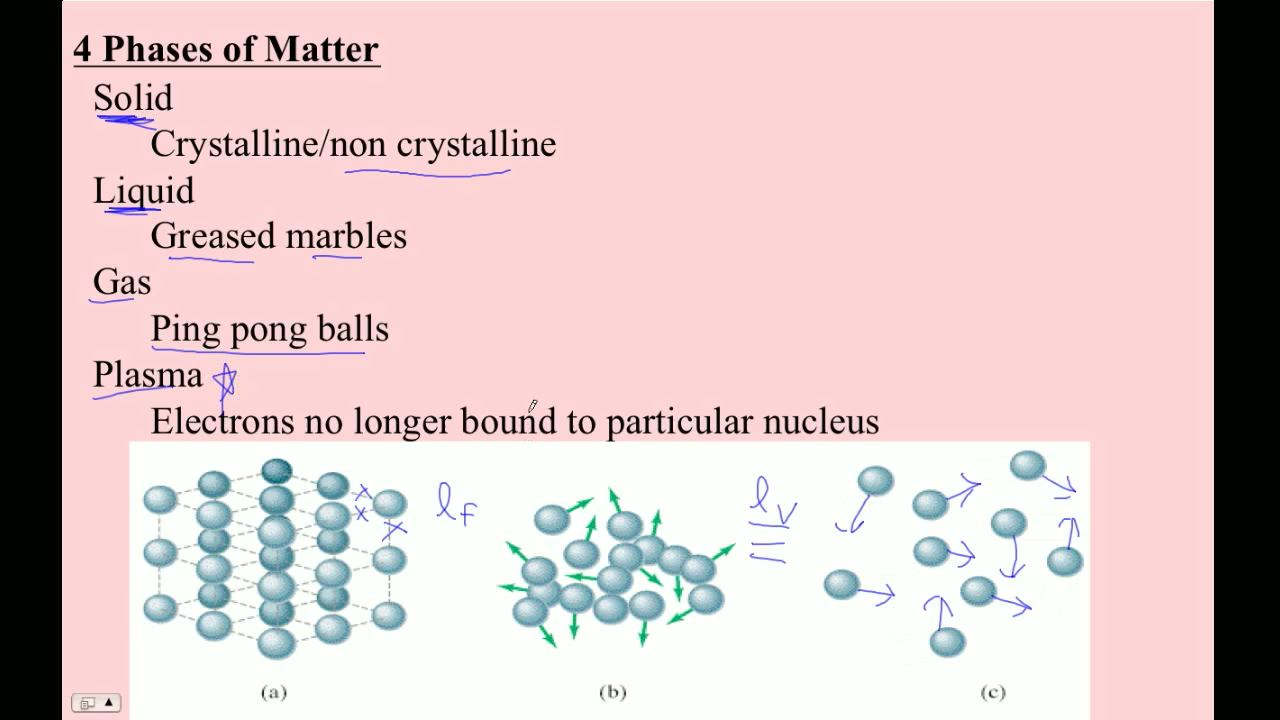 4 Phases of Matter
Solid
Crystalline/non crystalline
Liquid
Greased marbles
Gas
Ping pong balls
Plasma
Electrons no longer bound to particular nucleus
lF lV
(a) (b) (c)